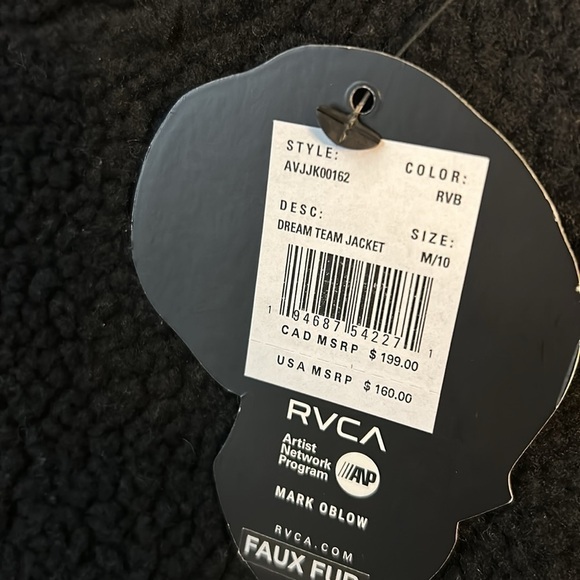 STYLE:
AVJJK00162
COLOR:
RVB
DESC:
DREAM TEAM JACKET
SIZE:
M/10
1 94687 54227 1
CAD MSRP $199.00
USA MSRP $160.00
RVCA
Artist
Network
Program
///ANP
MARK OBLOW
RVCA.COM
FAUX FUR